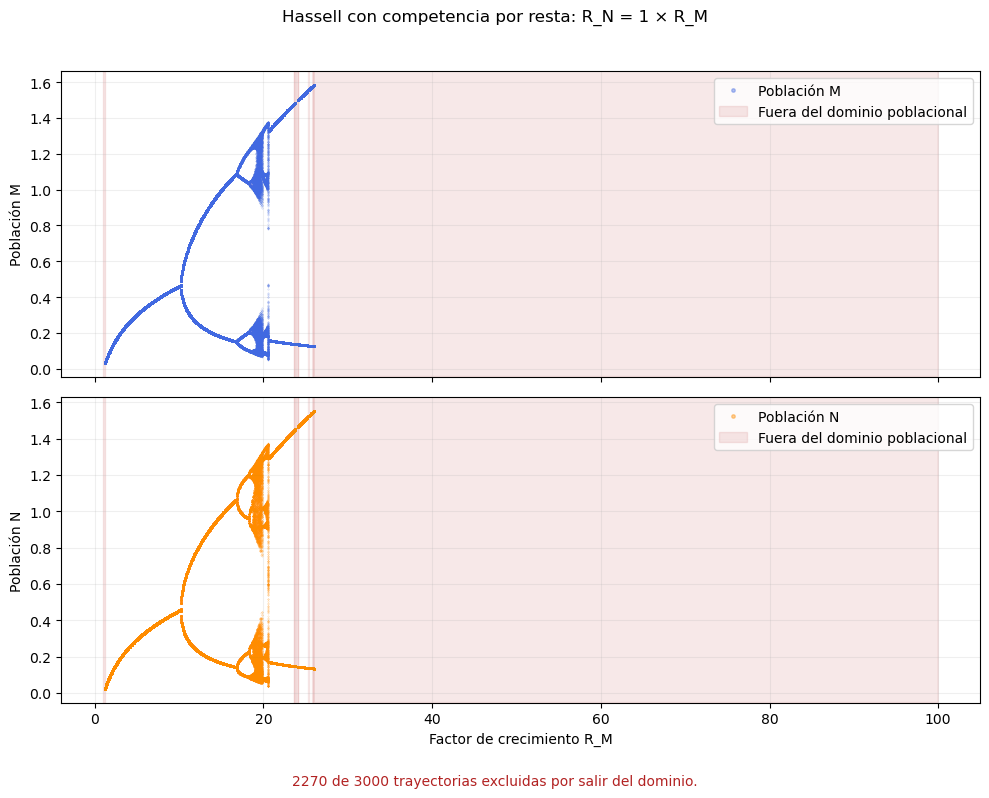 Hassell con competencia por resta: R_N = 1 × R_M
Población M
1.6
1.4
1.2
1.0
0.8
0.6
0.4
0.2
0.0
Población M
Fuera del dominio poblacional
Población N
1.6
1.4
1.2
1.0
0.8
0.6
0.4
0.2
0.0
Población N
Fuera del dominio poblacional
0 20 40 60 80 100
Factor de crecimiento R_M
2270 de 3000 trayectorias excluidas por salir del dominio.